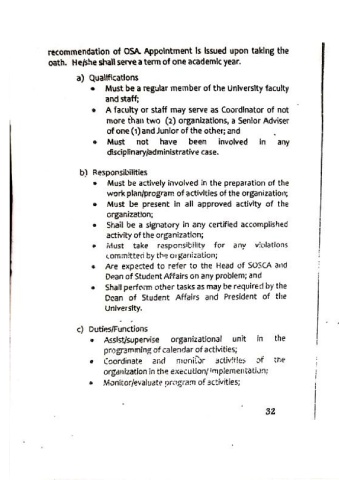 recommendation of OSA. Appointment is issued upon taking the
oath. He/she shall serve a term of one academic year.
a) Qualifications
• Must be a regular member of the University faculty
and staff;
• A faculty or staff may serve as Coordinator of not
more than two (2) organizations, a Senior Adviser
of one (1) and Junior of the other; and
• Must not have been involved in any
disciplinary/administrative case.
b) Responsibilities
• Must be actively involved in the preparation of the
work plan/program of activities of the organization;
• Must be present in all approved activity of the
organization;
• Shall be a signatory in any certified accomplished
activity of the organization;
• Must take responsibility for any violations
committed by the organization;
• Are expected to refer to the Head of SOSCA and
Dean of Student Affairs on any problem; and
• Shall perform other tasks as may be required by the
Dean of Student Affairs and President of the
University.
c) Duties/Functions
• Assist/supervise organizational unit in the
programming of calendar of activities;
• Coordinate and monitor activities of the
organization in the execution/implementation;
• Monitor/evaluate program of activities;
32